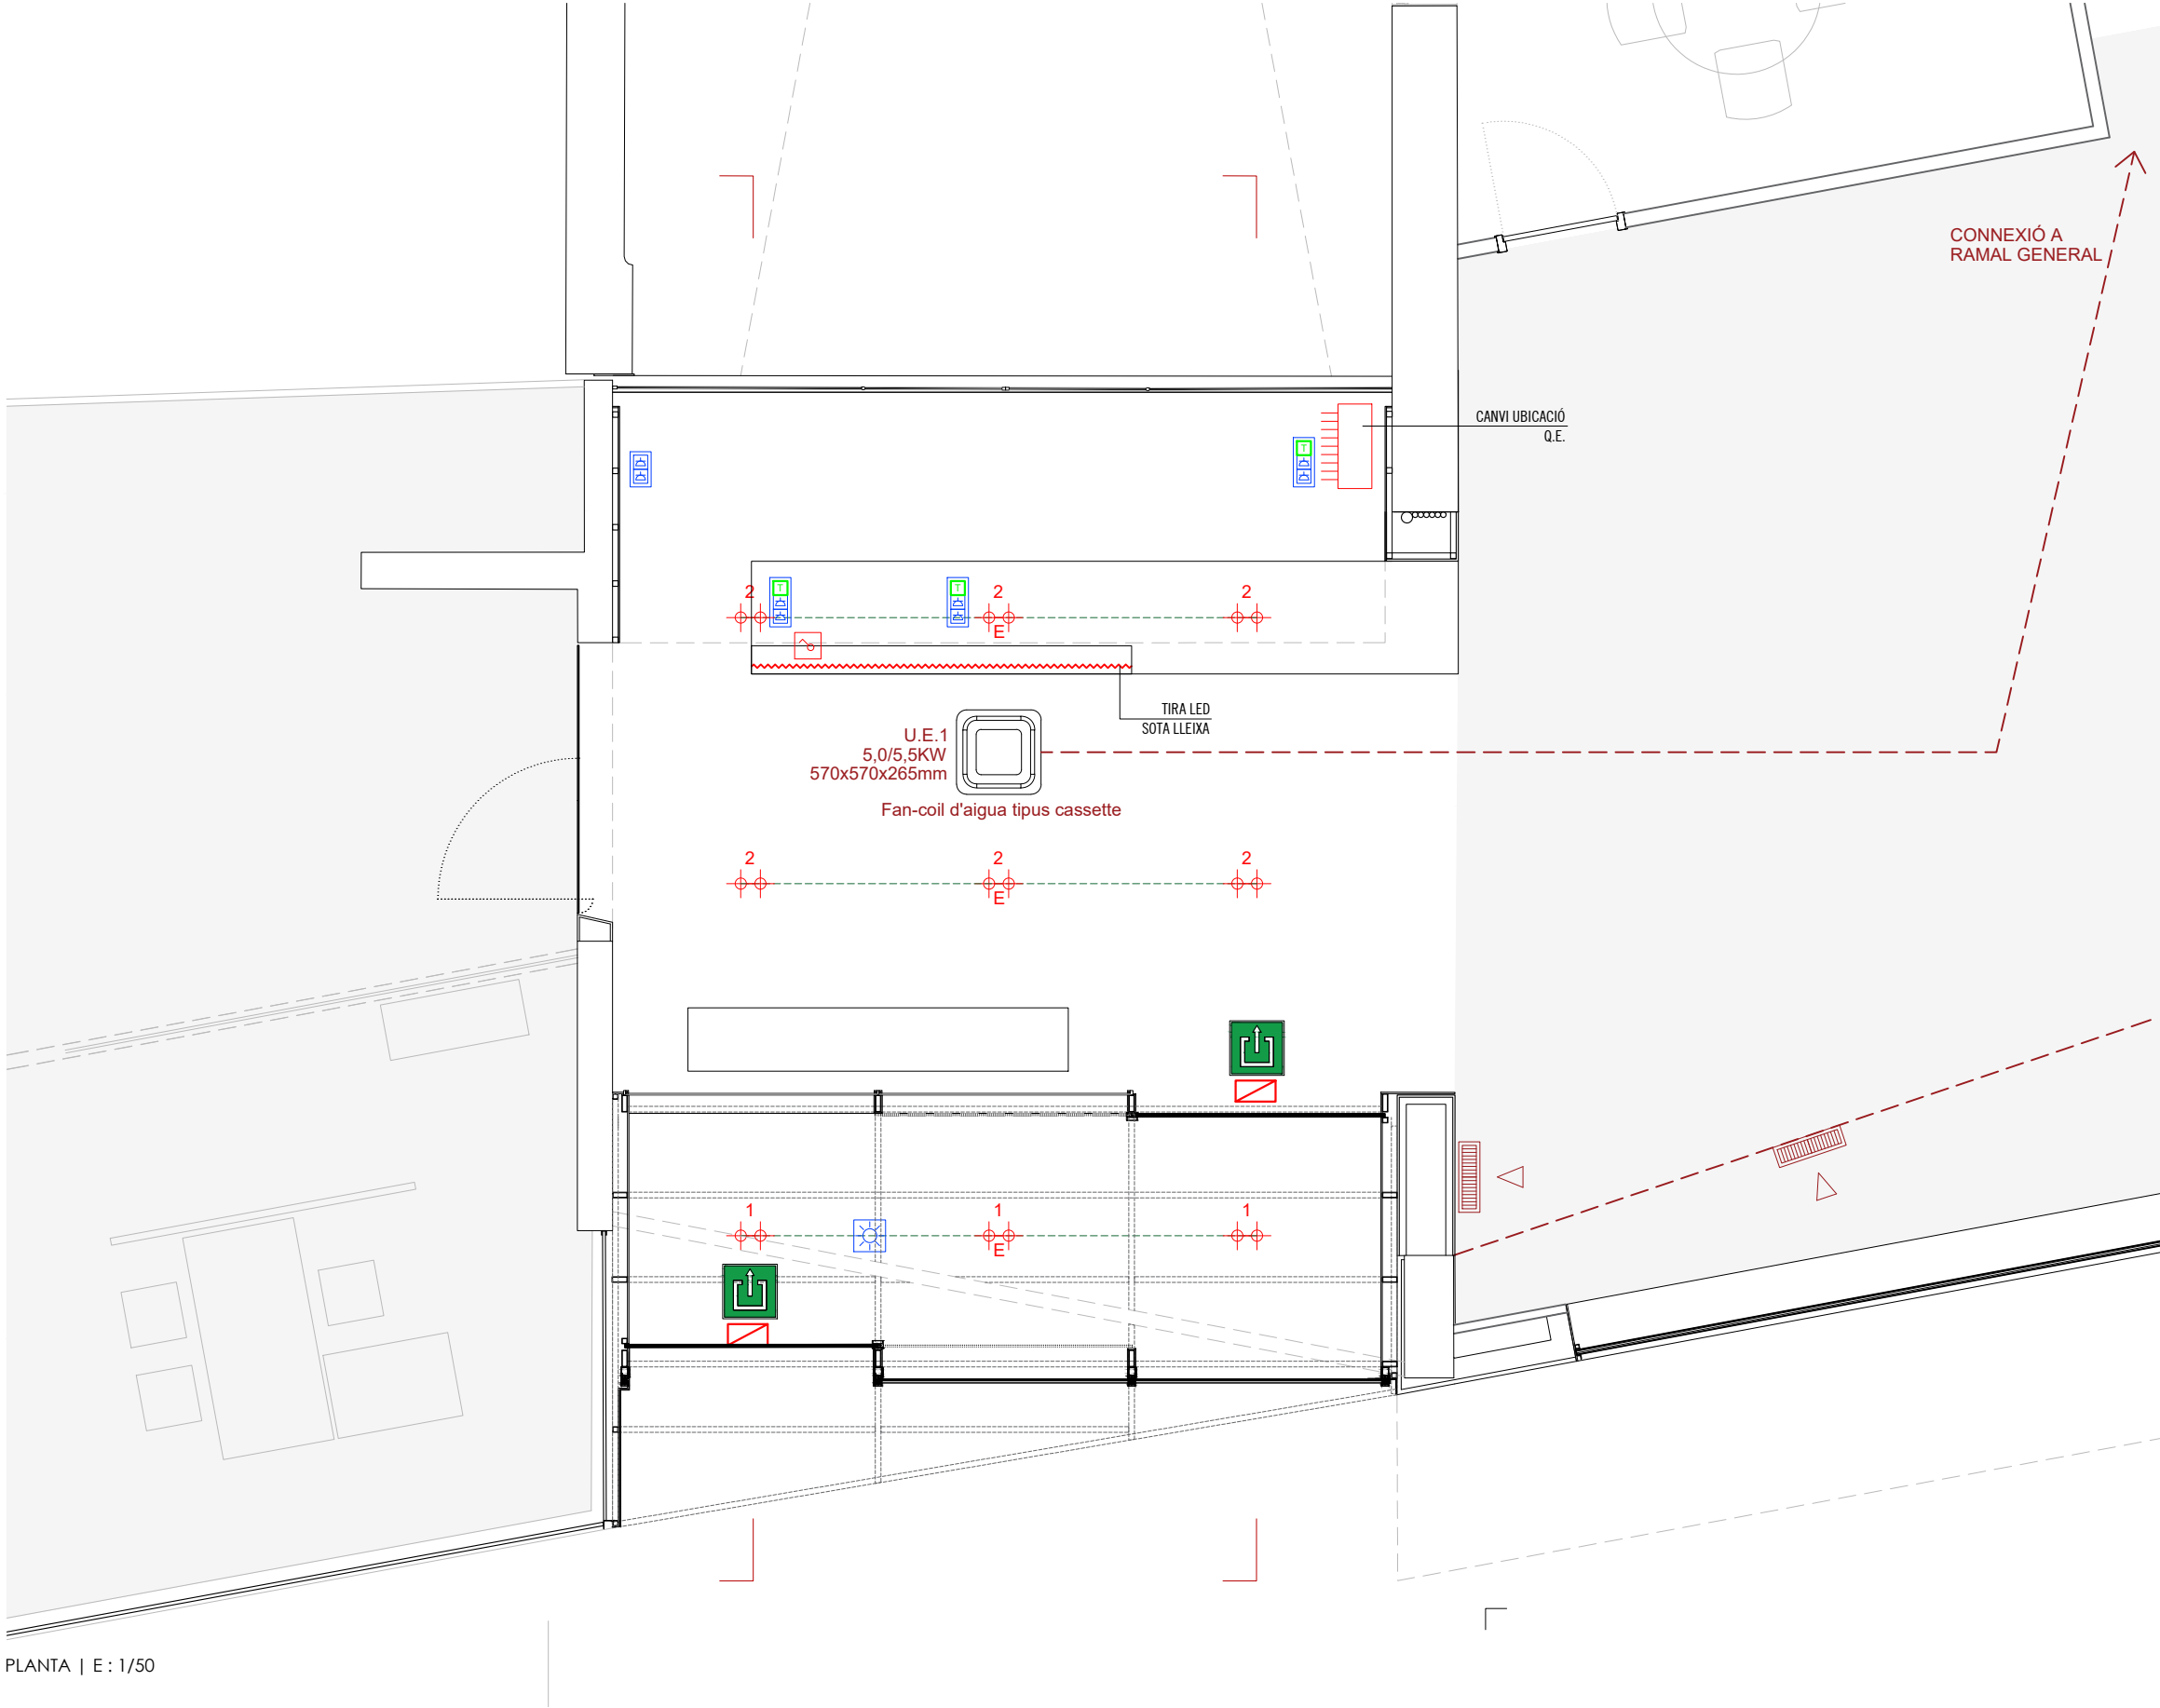 CONNEXIÓ A
RAMAL GENERAL
CANVI UBICACIÓ
Q.E.
T
2
T
T
2
2
E
TIRA LED
SOTA LLEIXA
U.E.1
5,0/5,5KW
570x570x265mm
Fan-coil d'aigua tipus cassette
2
2
2
E
1
1
1
E
PLANTA | E : 1/50